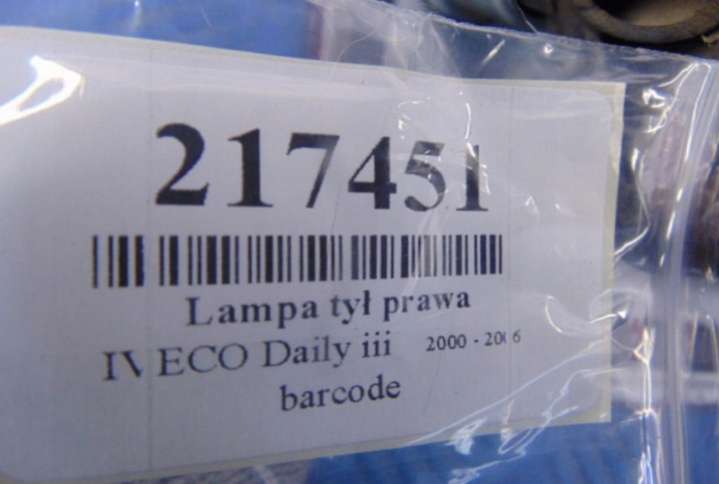 217451
Lampa tył prawa
IVECO Daily iii 2000 - 2006
barcode